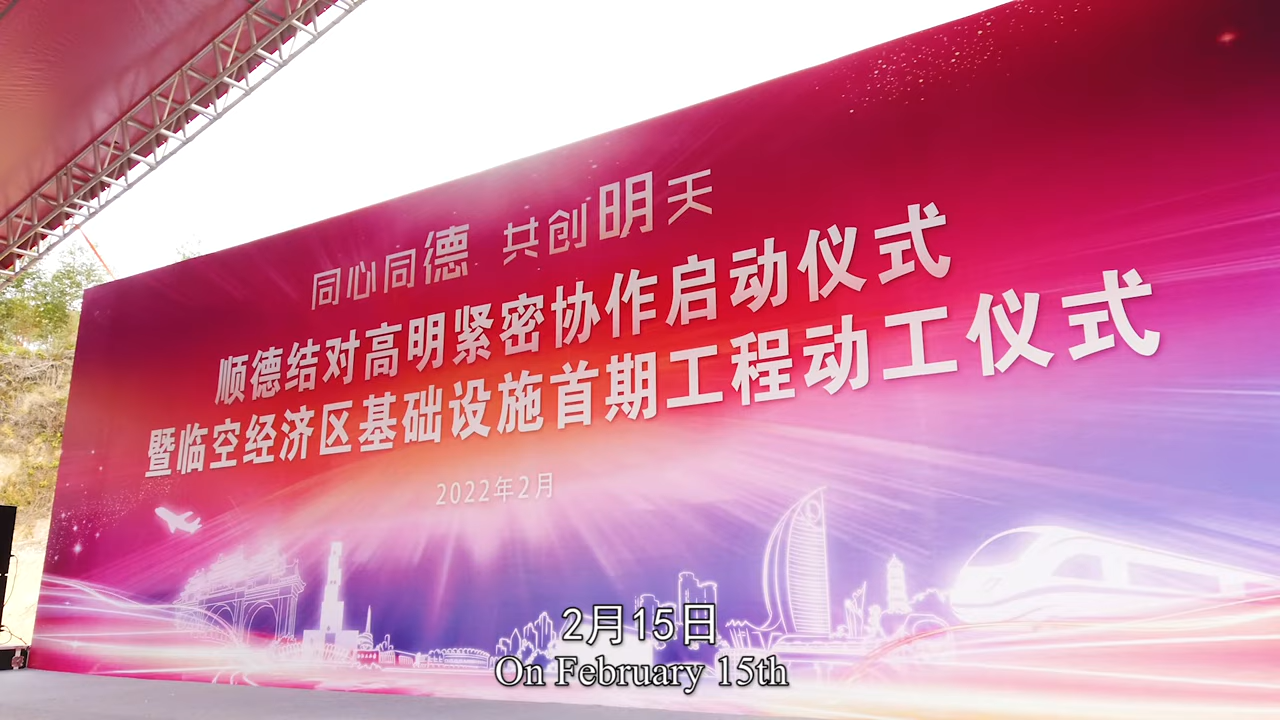 同心同德 共创明天
顺德结对高明紧密协作启动仪式
暨临空经济区基础设施首期工程动工仪式
2022年2月
2月15日
On February 15th